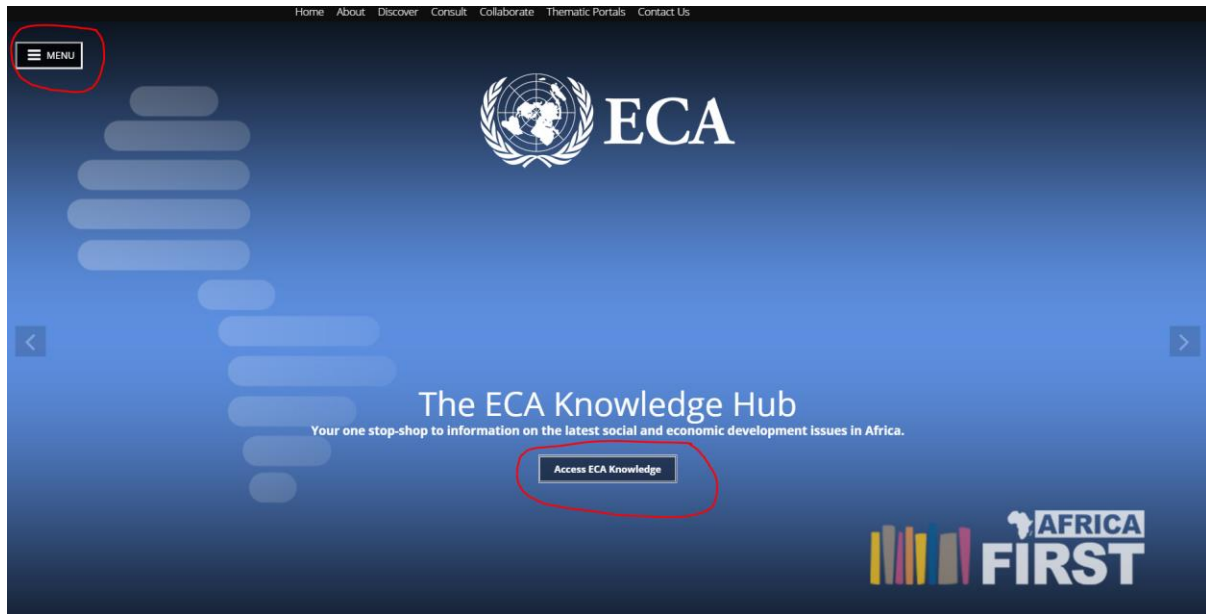 Home About Discover Consult Collaborate Thematic Portals Contact Us
MENU
ECA
The ECA Knowledge Hub
Your one stop-shop to information on the latest social and economic development issues in Africa.
Access ECA Knowledge
AFRICA
FIRST